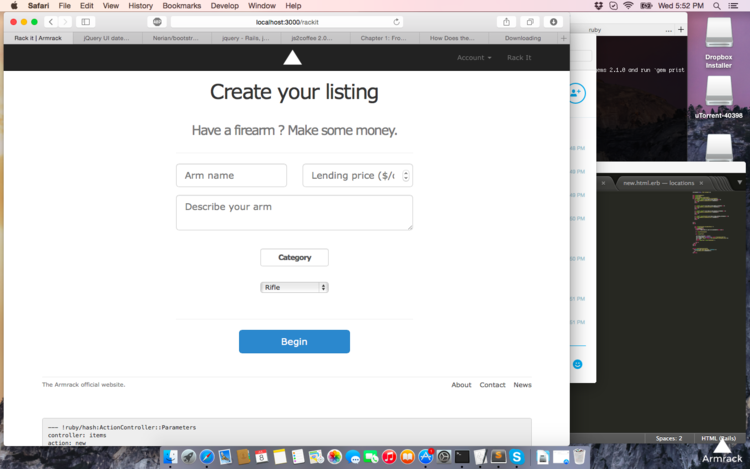 Safari File Edit View History Bookmarks Develop Window Help
Wed 5:52 PM
localhost:3000/rackit
Rack it | Armrack
jQuery UI date...
Nerian/bootstr...
jquery - Rails, j...
js2coffee 2.0...
Chapter 1: Fro...
How Does the...
Downloading
ruby
Account
Rack It
Create your listing
Have a firearm ? Make some money.
Arm name
Lending price ($/
Describe your arm
Category
Rifle
Begin
The Armrack official website.
About
Contact
News
--- !ruby/hash:ActionController::Parameters
controller: items
action: new
ems 2.1.0 and run `gem prist
Dropbox
Installer
uTorrent-40398
new.html.erb — locations
Spaces: 2
HTML (Rails)
Armrack